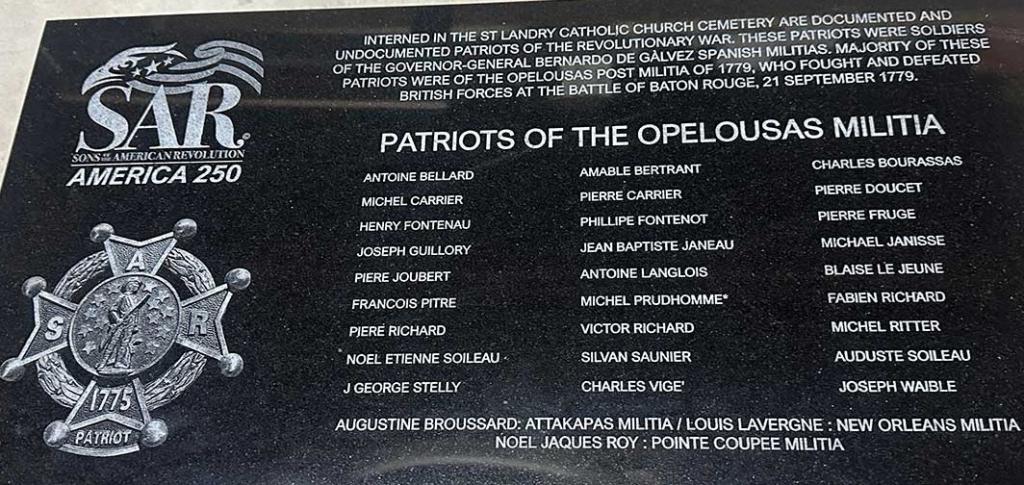 INTERNED IN THE ST LANDRY CATHOLIC CHURCH CEMETERY ARE DOCUMENTED AND
UNDOCUMENTED PATRIOTS OF THE REVOLUTIONARY WAR. THESE PATRIOTS WERE SOLDIERS
OF THE GOVERNOR-GENERAL BERNARDO DE GÀLVEZ SPANISH MILITIAS. MAJORITY OF THESE
PATRIOTS WERE OF THE OPELOUSAS POST MILITIA OF 1779, WHO FOUGHT AND DEFEATED
BRITISH FORCES AT THE BATTLE OF BATON ROUGE, 21 SEPTEMBER 1779.
SAR
SONS OF THE AMERICAN REVOLUTION
AMERICA 250
PATRIOTS OF THE OPELOUSAS MILITIA
ANTOINE BELLARD AMABLE BERTRANT CHARLES BOURASSAS
MICHEL CARRIER PIERRE CARRIER PIERRE DOUCET
HENRY FONTENAU PHILLIPE FONTENOT PIERRE FRUGE
JOSEPH GUILLORY JEAN BAPTISTE JANEAU MICHAEL JANISSE
PIERE JOUBERT ANTOINE LANGLOIS BLAISE LE JEUNE
FRANCOIS PITRE MICHEL PRUDHOMME* FABIEN RICHARD
PJERE RICHARD VICTOR RICHARD MICHEL RITTER
NOEL ETIENNE SOILEAU SILVAN SAUNIER AUDUSTE SOILEAU
J GEORGE STELLY CHARLES VIGE' JOSEPH WAIBLE
AUGUSTINE BROUSSARD: ATTAKAPAS MILITIA / LOUIS LAVERGNE : NEW ORLEANS MILITIA
NOEL JAQUES ROY : POINTE COUPEE MILITIA
S A R
1775
PATRIOT